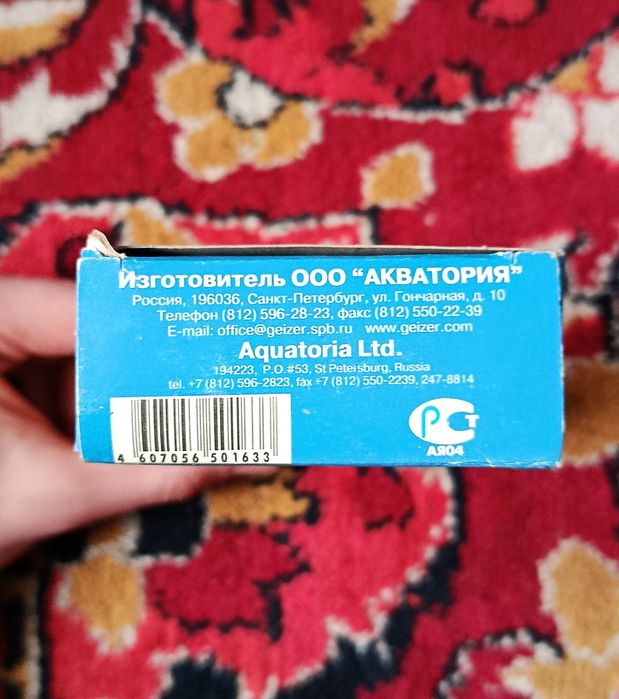 Изготовитель ООО "АКВАТОРИЯ"
Россия, 196036, Санкт-Петербург, ул. Гончарная, д. 10
Телефон (812) 596-28-23, факс (812) 550-22-39
E-mail: office@geizer.spb.ru www.geizer.com
Aquatoria Ltd.
194223, P.O.#53, St Petersburg, Russia
tel. +7 (812) 596-2823, fax +7 (812) 550-2239, 247-8814
4 607056 501633
РСТ
АЯ04